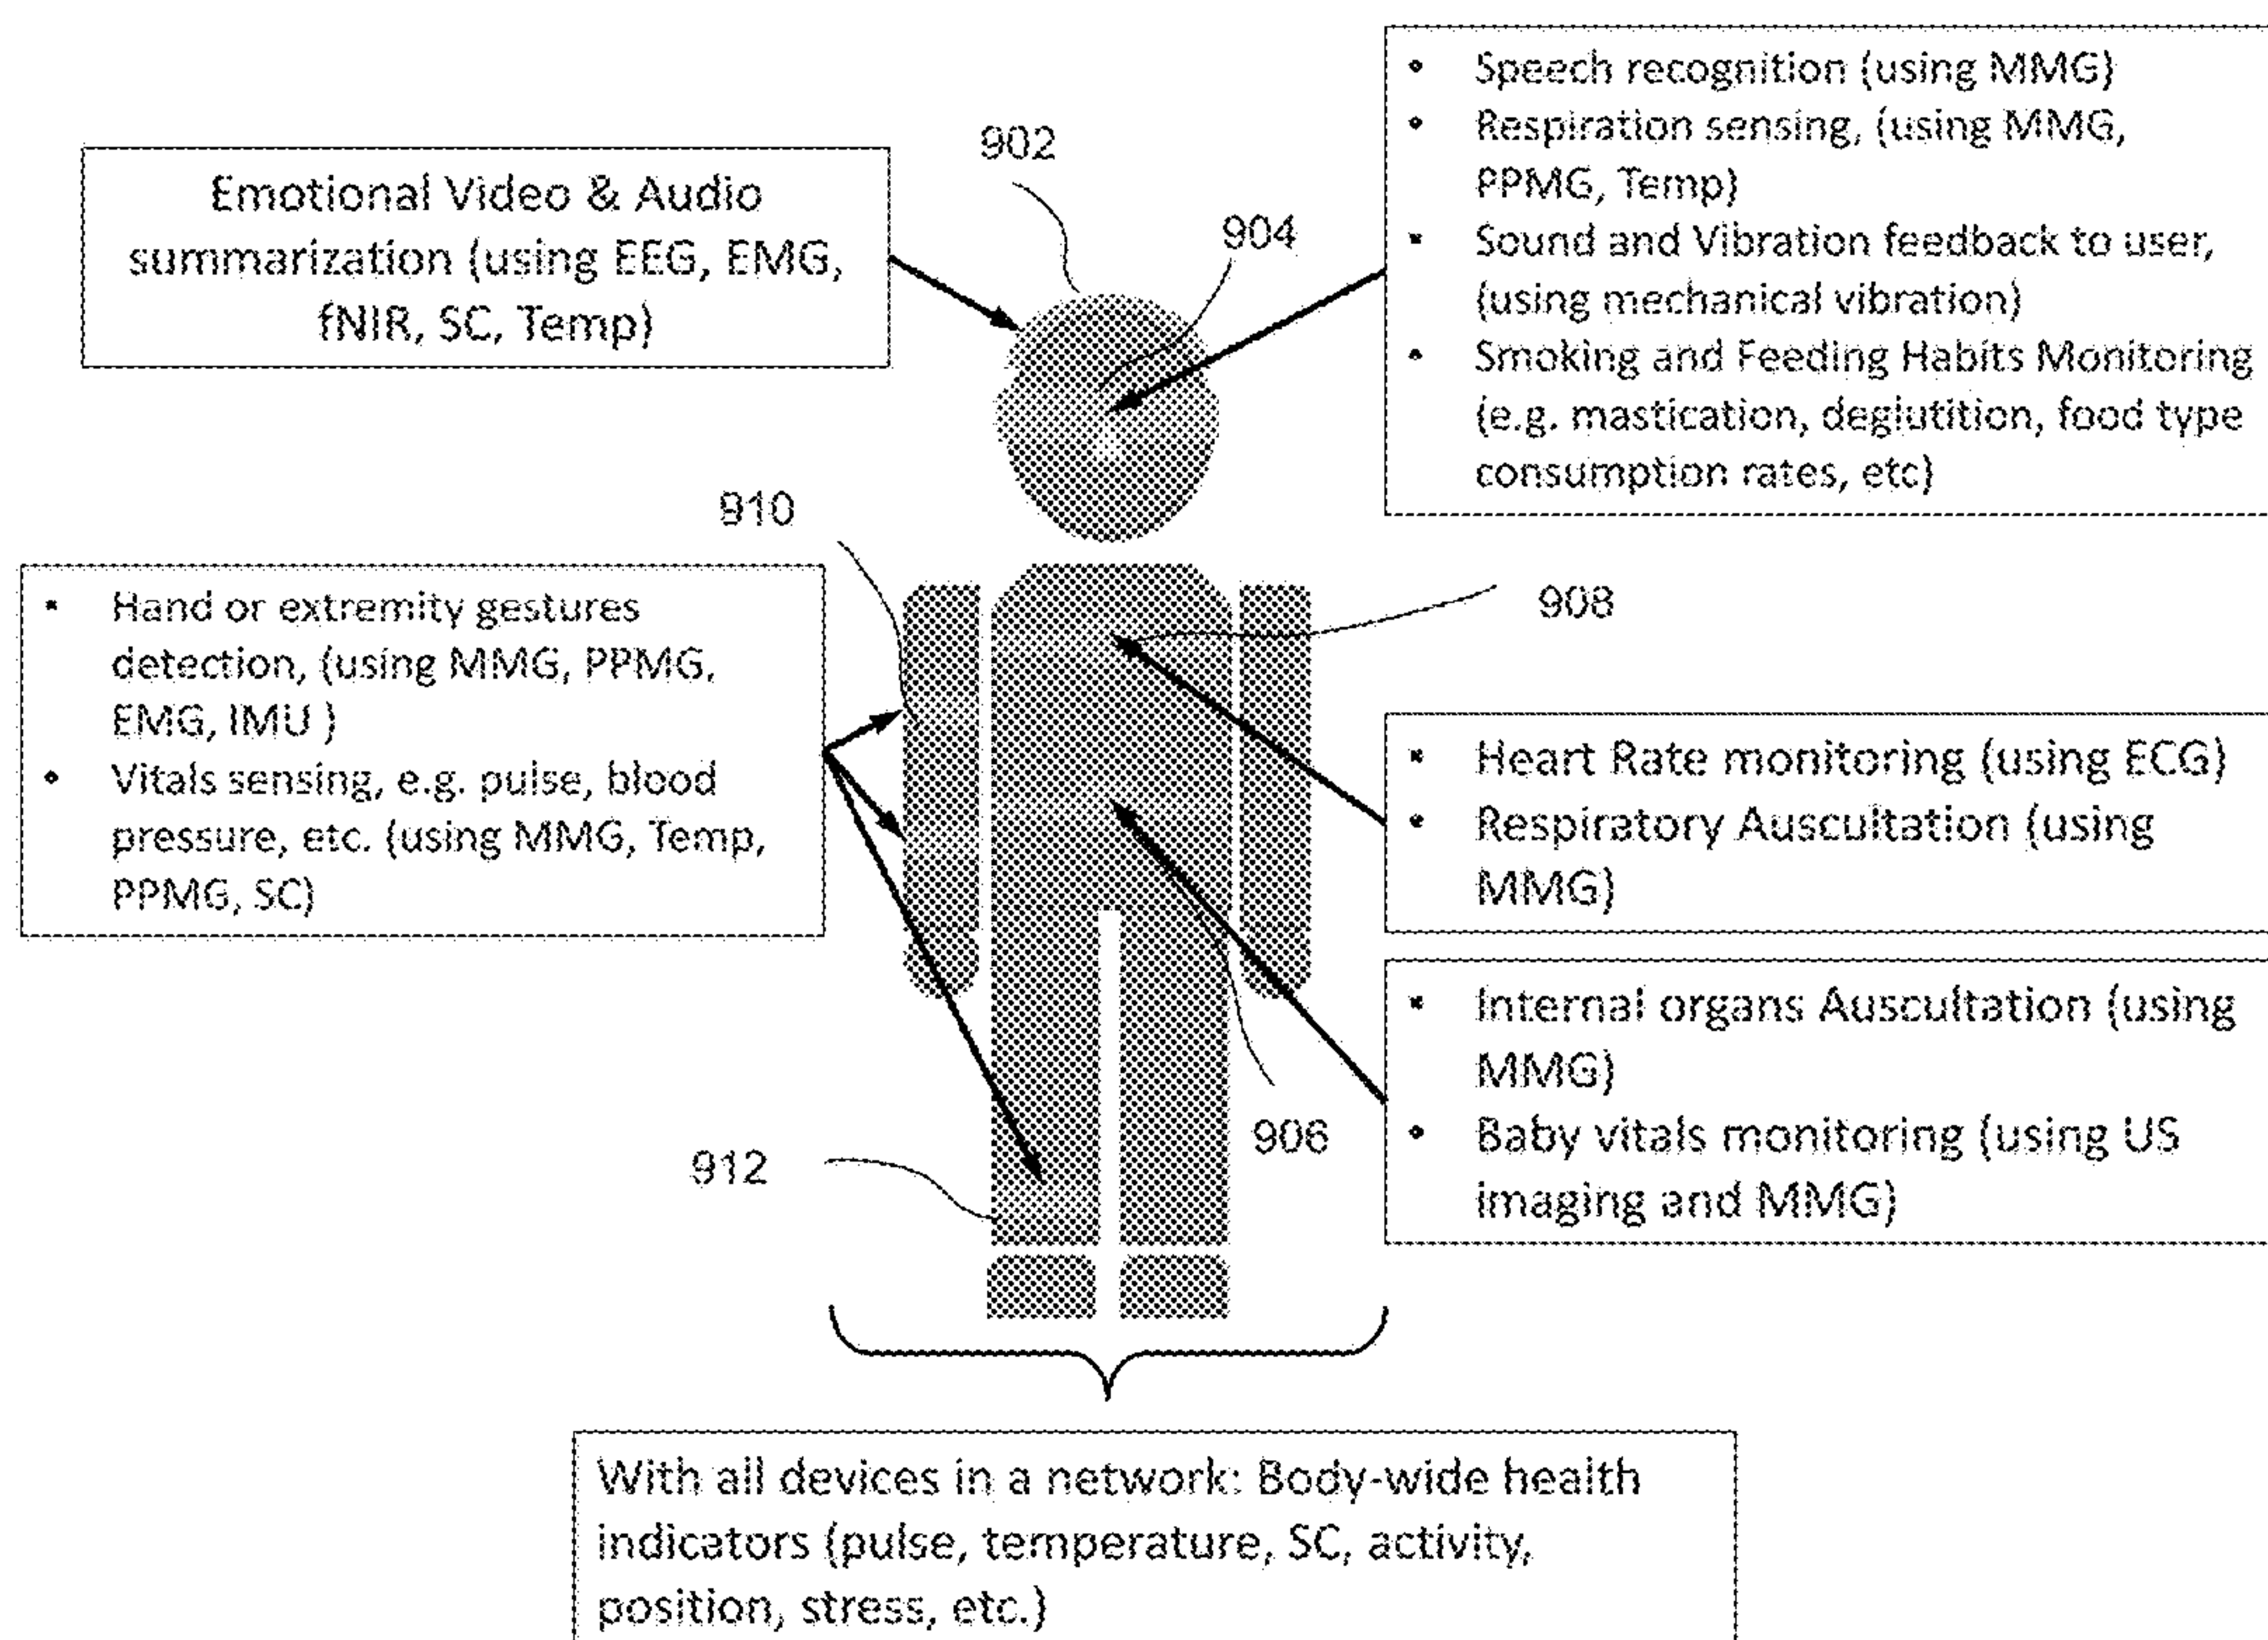 902
Emotional Video & Audio
summarization (using EEG, EMG,
fNIR, SC, Temp)
904
• Speech recognition (using MMG)
• Respiration sensing, (using MMG,
PPMG, Temp)
• Sound and Vibration feedback to user,
(using mechanical vibration)
• Smoking and Feeding Habits Monitoring
(e.g. mastication, deglutition, food type
consumption rates, etc)
910
• Hand or extremity gestures
detection, (using MMG, PPMG,
EMG, IMU )
• Vitals sensing, e.g. pulse, blood
pressure, etc. (using MMG, Temp,
PPMG, SC)
908
• Heart Rate monitoring (using ECG)
• Respiratory Auscultation (using
MMG)
• Internal organs Auscultation (using
MMG)
• Baby vitals monitoring (using US
imaging and MMG)
906
912
With all devices in a network: Body-wide health
indicators (pulse, temperature, SC, activity,
position, stress, etc.)